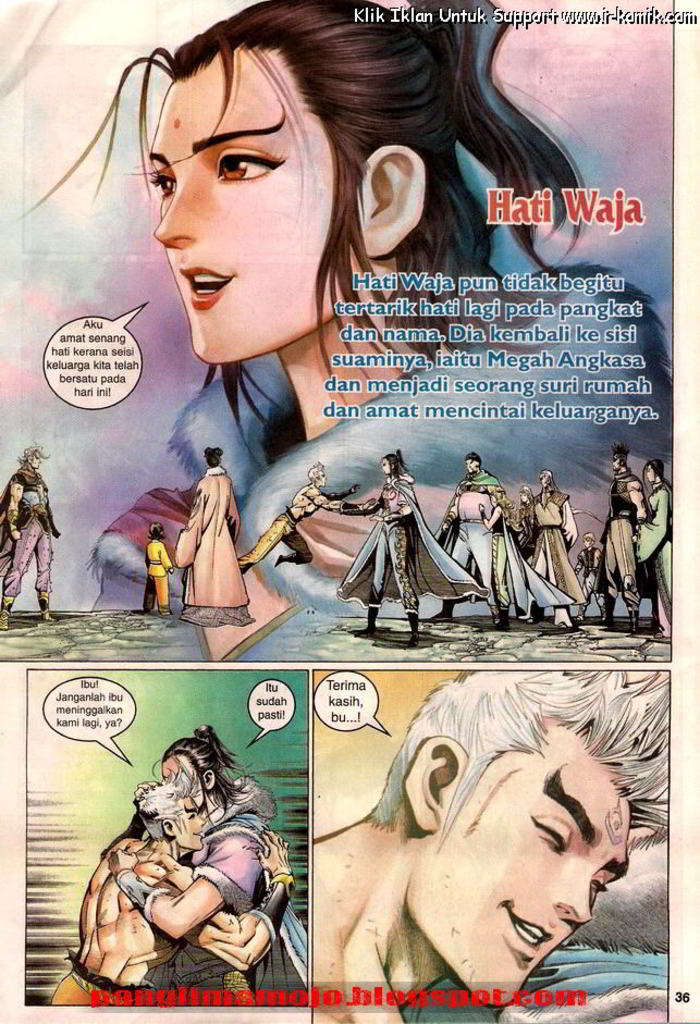 Klik Iklan Untuk Support www.ir-komik.com
Hati Waja
Hati Waja pun tidak begitu
tertarik hati lagi pada pangkat
dan nama. Dia kembali ke sisi
suaminya, iaitu Megah Angkasa
dan menjadi seorang suri rumah
dan amat mencintai keluarganya.
Aku
amat senang
hati kerana seisi
keluarga kita telah
bersatu pada
hari ini!
Ibu!
Janganlah ibu
meninggalkan
kami lagi, ya?
Itu
sudah
pasti!
Terima
kasih,
bu...!
panglimamojo.blogspot.com
36